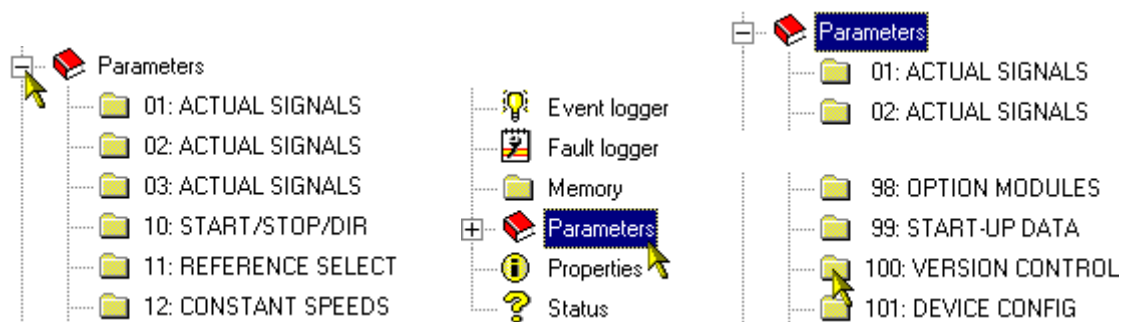 Parameters
01: ACTUAL SIGNALS
02: ACTUAL SIGNALS
03: ACTUAL SIGNALS
10: START/STOP/DIR
11: REFERENCE SELECT
12: CONSTANT SPEEDS
Event logger
Fault logger
Memory
Parameters
Properties
Status
Parameters
01: ACTUAL SIGNALS
02: ACTUAL SIGNALS
98: OPTION MODULES
99: START-UP DATA
100: VERSION CONTROL
101: DEVICE CONFIG